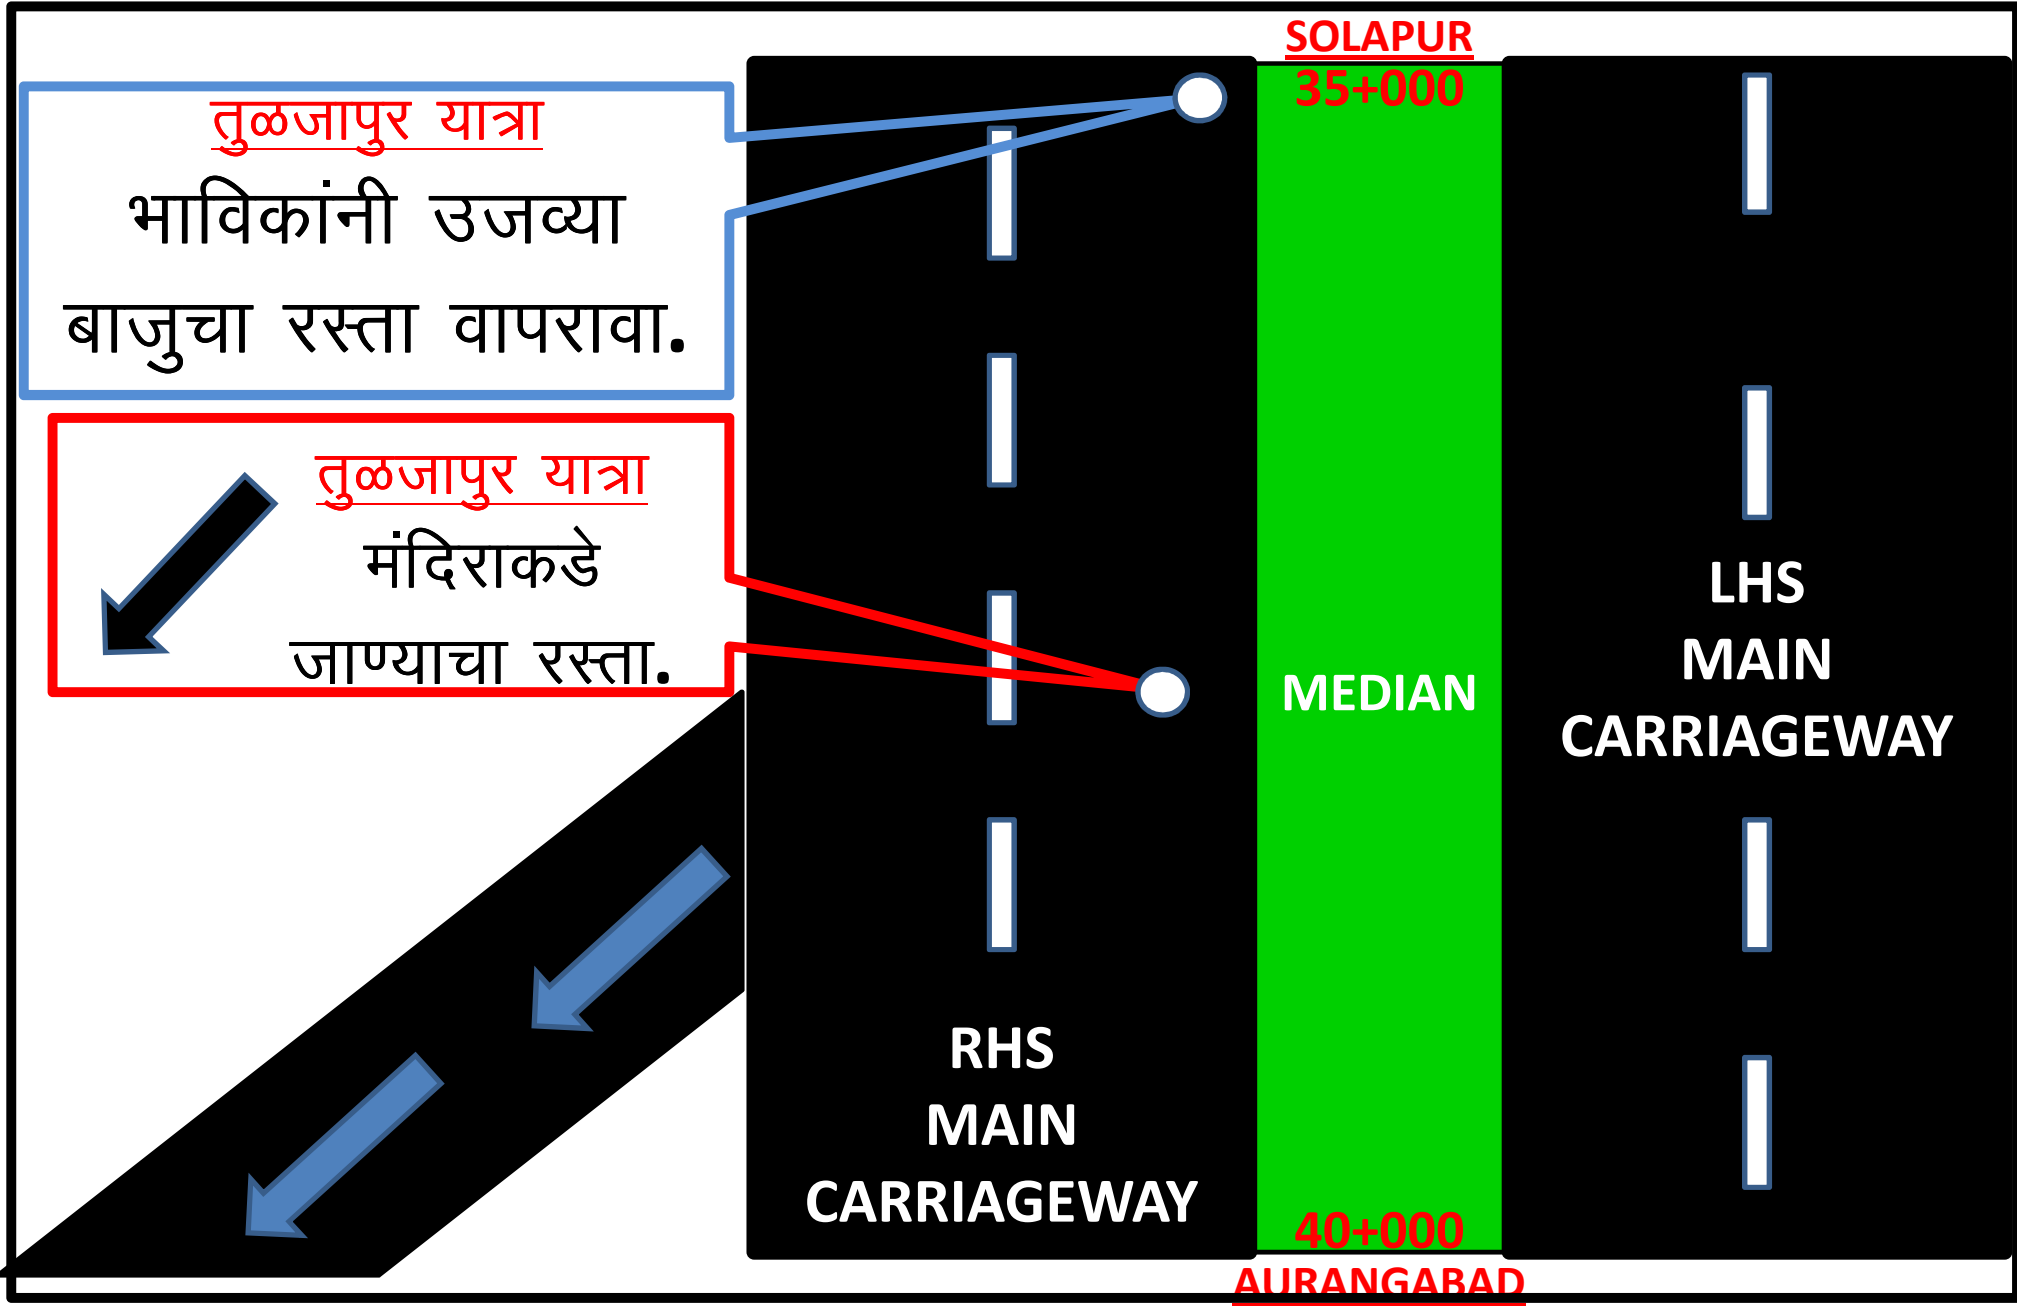 SOLAPUR
35+000
तुळजापुर यात्रा
भाविकांनी उजव्या
बाजुचा रस्ता वापरावा.
तुळजापुर यात्रा
मंदिराकडे
जाण्याचा रस्ता.
MEDIAN
LHS
MAIN
CARRIAGEWAY
RHS
MAIN
CARRIAGEWAY
40+000
AURANGABAD